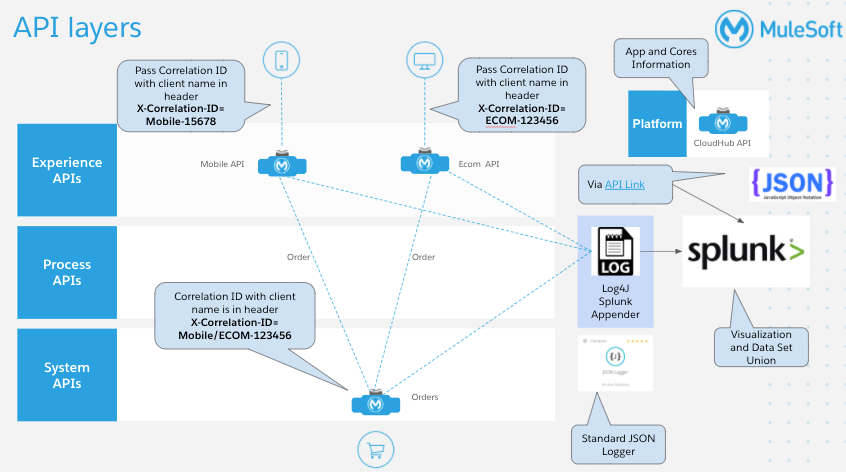 API layers
MuleSoft
Pass Correlation ID
with client name in
header
X-Correlation-ID=
Mobile-15678
Pass Correlation ID
with client name in
header
X-Correlation-ID=
ECOM-123456
App and Cores
Information
Platform
CloudHub API
Experience
APIs
Mobile API
Ecom API
Via API Link
{JSON}
JavaScript Object Notation
Process
APIs
Order
Order
LOG
Log4J
Splunk
Appender
splunk>
Correlation ID with client
name is in header
X-Correlation-ID=
Mobile/ECOM-123456
Visualization
and Data Set
Union
System
APIs
Orders
JSON Logger
Standard JSON
Logger